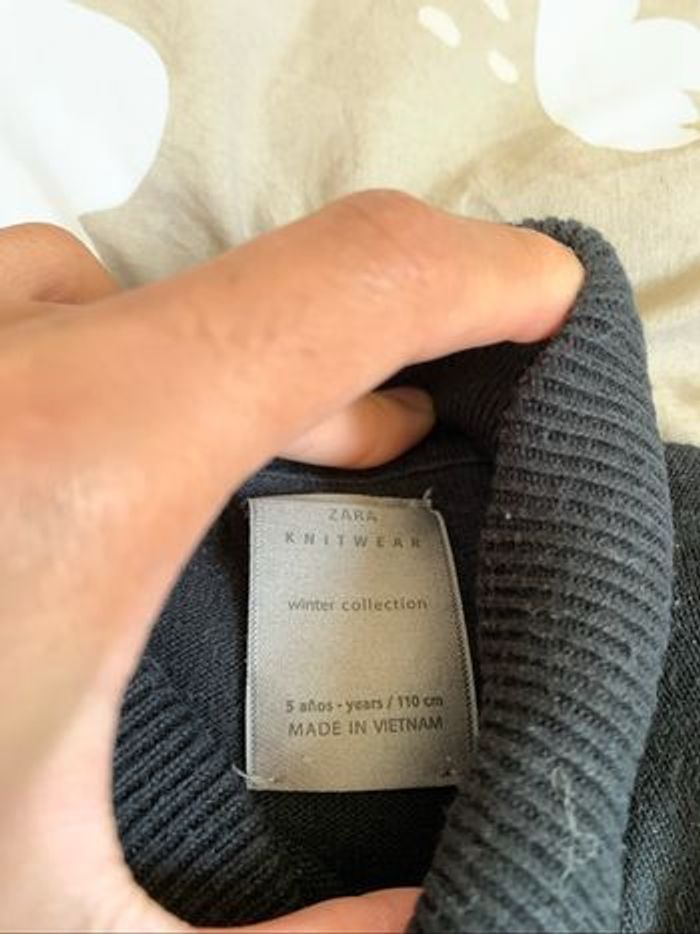 ZARA
KNITWEAR
winter collection
5 años - years / 110 cm
MADE IN VIETNAM